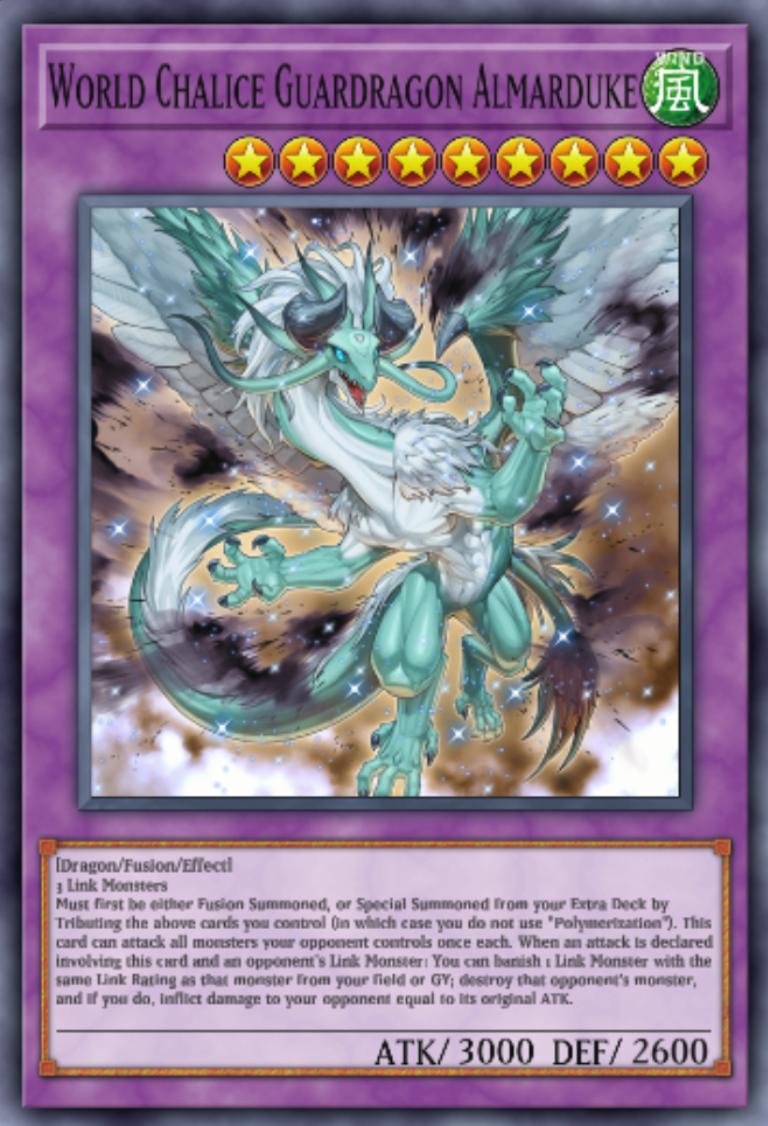 World Chalice Guardragon Almarduke
WIND
風
[Dragon/Fusion/Effect]
3 Link Monsters
Must first be either Fusion Summoned, or Special Summoned from your Extra Deck by
Tributing the above cards you control (in which case you do not use "Polymerization"). This
card can attack all monsters your opponent controls once each. When an attack is declared
involving this card and an opponent's Link Monster: You can banish 1 Link Monster with the
same Link Rating as that monster from your field or GY; destroy that opponent's monster,
and if you do, inflict damage to your opponent equal to its original ATK.
ATK/ 3000 DEF/ 2600